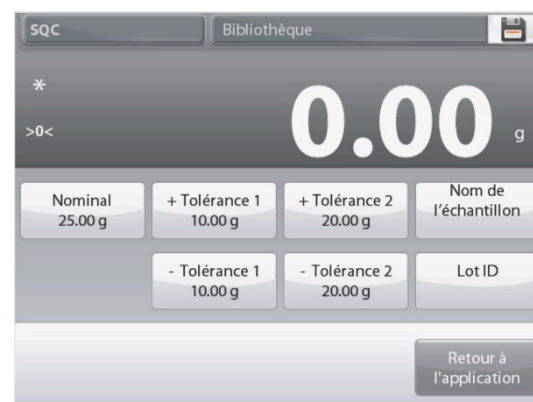 SQC
Bibliothèque
*
>0<
0.00 g
Nominal
25.00 g
+ Tolérance 1
10.00 g
+ Tolérance 2
20.00 g
Nom de
l'échantillon
- Tolérance 1
10.00 g
- Tolérance 2
20.00 g
Lot ID
Retour à
l'application